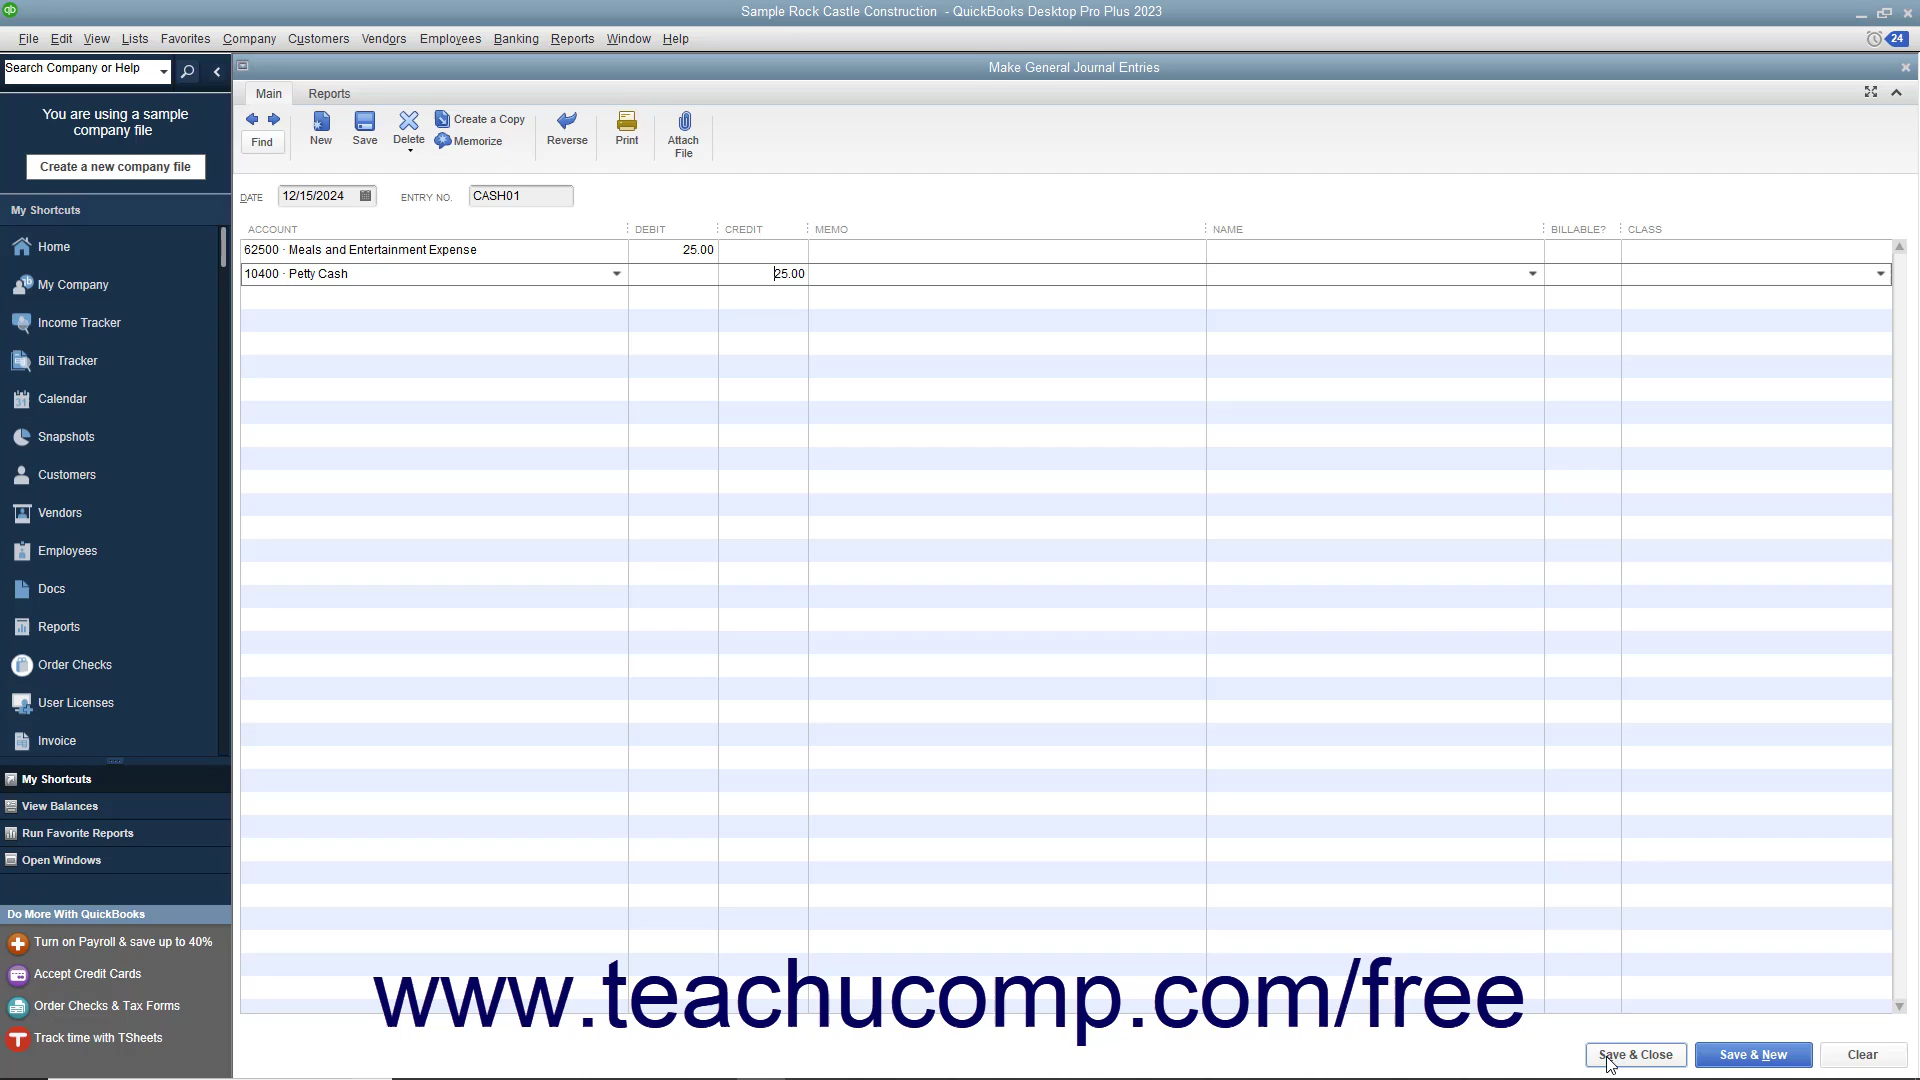 Sample Rock Castle Construction - QuickBooks Desktop Pro Plus 2023
File Edit View Lists Favorites Company Customers Vendors Employees Banking Reports Window Help 24
Search Company or Help
Make General Journal Entries
Main Reports
You are using a sample
company file
Create a new company file
Find New Save Delete Create a Copy Memorize Reverse Print Attach
File
DATE 12/15/2024 ENTRY NO. CASH01
ACCOUNT DEBIT CREDIT MEMO NAME BILLABLE? CLASS
62500 · Meals and Entertainment Expense 25.00
10400 · Petty Cash 25.00
My Shortcuts
Home
My Company
Income Tracker
Bill Tracker
31 Calendar
Snapshots
Customers
Vendors
Employees
Docs
Reports
Order Checks
User Licenses
Invoice
My Shortcuts
View Balances
Run Favorite Reports
Open Windows
Do More With QuickBooks
Turn on Payroll & save up to 40%
Accept Credit Cards
Order Checks & Tax Forms
Track time with TSheets
www.teachucomp.com/free
Save & Close Save & New Clear